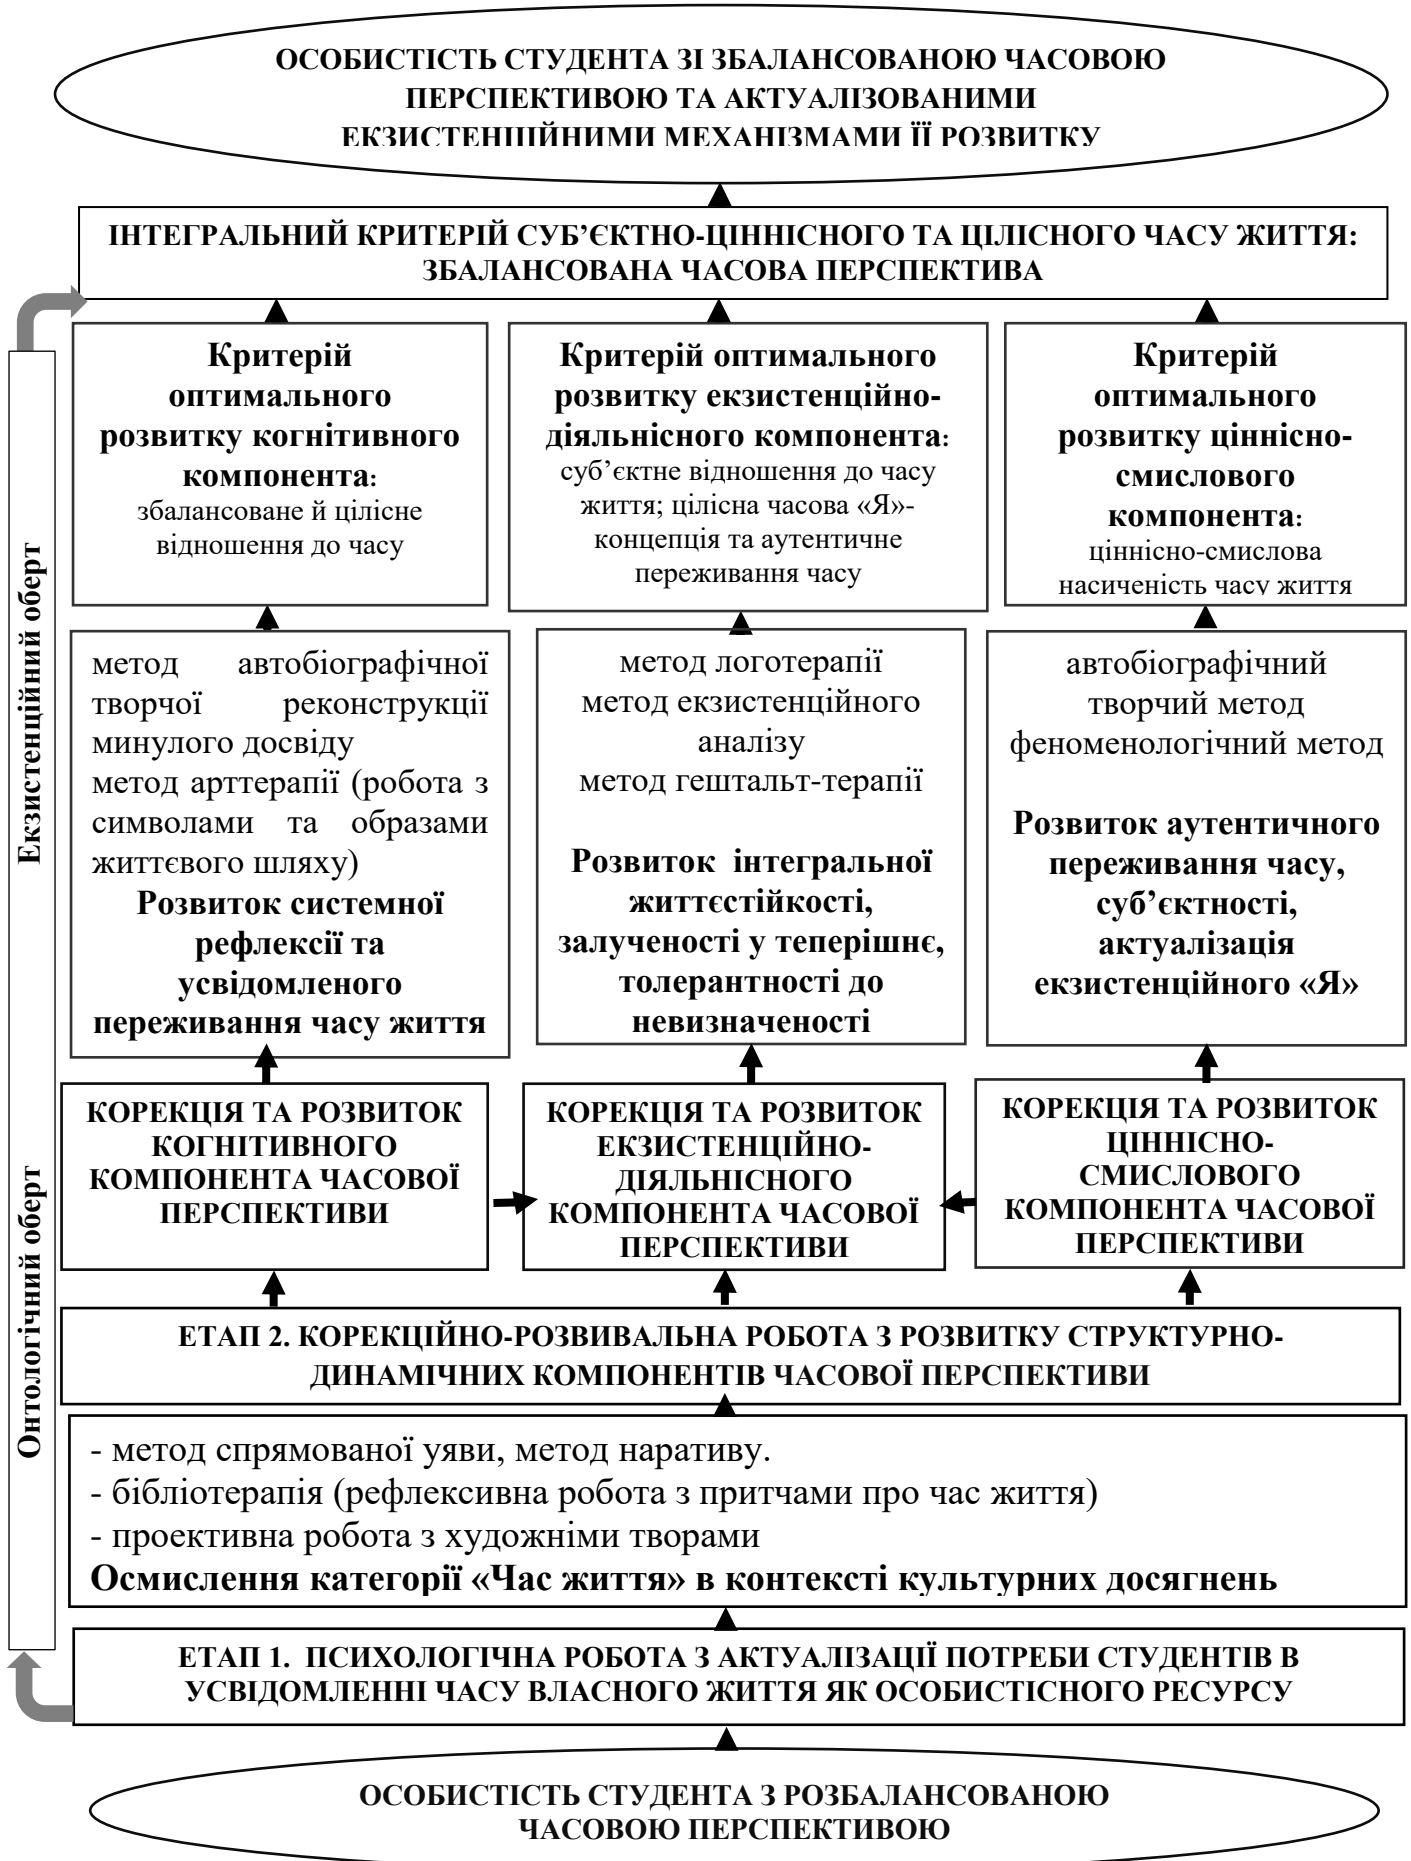 ОСОБИСТІСТЬ СТУДЕНТА ЗІ ЗБАЛАНСОВАНОЮ ЧАСОВОЮ
ПЕРСПЕКТИВОЮ ТА АКТУАЛІЗОВАНИМИ
ЕКЗИСТЕНЦІЙНИМИ МЕХАНІЗМАМИ ЇЇ РОЗВИТКУ
ІНТЕГРАЛЬНИЙ КРИТЕРІЙ СУБ’ЄКТНО-ЦІННІСНОГО ТА ЦІЛІСНОГО ЧАСУ ЖИТТЯ:
ЗБАЛАНСОВАНА ЧАСОВА ПЕРСПЕКТИВА
Екзистенційний оберт
Онтологічний оберт
Критерій
оптимального
розвитку когнітивного
компонента:
збалансоване й цілісне
відношення до часу
Критерій оптимального
розвитку екзистенційно-
діяльнісного компонента:
суб’єктне відношення до часу
життя; цілісна часова «Я»-
концепція та аутентичне
переживання часу
Критерій
оптимального
розвитку ціннісно-
смислового
компонента:
ціннісно-смислова
насиченість часу життя
метод автобіографічної
творчої реконструкції
минулого досвіду
метод арттерапії (робота з
символами та образами
життєвого шляху)
Розвиток системної
рефлексії та
усвідомленого
переживання часу життя
метод логотерапії
метод екзистенційного
аналізу
метод гештальт-терапії
Розвиток інтегральної
життєстійкості,
залученості у теперішнє,
толерантності до
невизначеності
автобіографічний
творчий метод
феноменологічний метод
Розвиток аутентичного
переживання часу,
суб’єктності,
актуалізація
екзистенційного «Я»
КОРЕКЦІЯ ТА РОЗВИТОК
КОГНІТИВНОГО
КОМПОНЕНТА ЧАСОВОЇ
ПЕРСПЕКТИВИ
КОРЕКЦІЯ ТА РОЗВИТОК
ЕКЗИСТЕНЦІЙНО-
ДІЯЛЬНІСНОГО
КОМПОНЕНТА ЧАСОВОЇ
ПЕРСПЕКТИВИ
КОРЕКЦІЯ ТА РОЗВИТОК
ЦІННІСНО-
СМИСЛОВОГО
КОМПОНЕНТА ЧАСОВОЇ
ПЕРСПЕКТИВИ
ЕТАП 2. КОРЕКЦІЙНО-РОЗВИВАЛЬНА РОБОТА З РОЗВИТКУ СТРУКТУРНО-
ДИНАМІЧНИХ КОМПОНЕНТІВ ЧАСОВОЇ ПЕРСПЕКТИВИ
- метод спрямованої уяви, метод наративу.
- бібліотерапія (рефлексивна робота з притчами про час життя)
- проективна робота з художніми творами
Осмислення категорії «Час життя» в контексті культурних досягнень
ЕТАП 1. ПСИХОЛОГІЧНА РОБОТА З АКТУАЛІЗАЦІЇ ПОТРЕБИ СТУДЕНТІВ В
УСВІДОМЛЕННІ ЧАСУ ВЛАСНОГО ЖИТТЯ ЯК ОСОБИСТІСНОГО РЕСУРСУ
ОСОБИСТІСТЬ СТУДЕНТА З РОЗБАЛАНСОВАНОЮ
ЧАСОВОЮ ПЕРСПЕКТИВОЮ